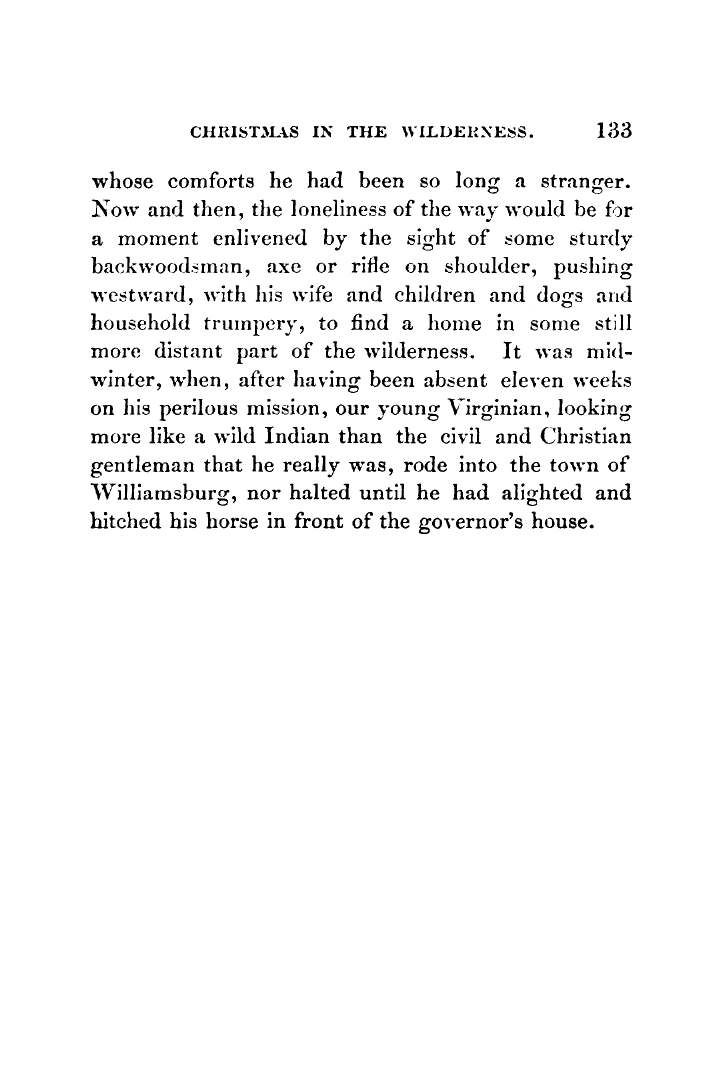 CHRISTMAS IN THE WILDERNESS. 133
whose comforts he had been so long a stranger.
Now and then, the loneliness of the way would be for
a moment enlivened by the sight of some sturdy
backwoodsman, axe or rifle on shoulder, pushing
westward, with his wife and children and dogs and
household trumpery, to find a home in some still
more distant part of the wilderness. It was mid-
winter, when, after having been absent eleven weeks
on his perilous mission, our young Virginian, looking
more like a wild Indian than the civil and Christian
gentleman that he really was, rode into the town of
Williamsburg, nor halted until he had alighted and
hitched his horse in front of the governor's house.